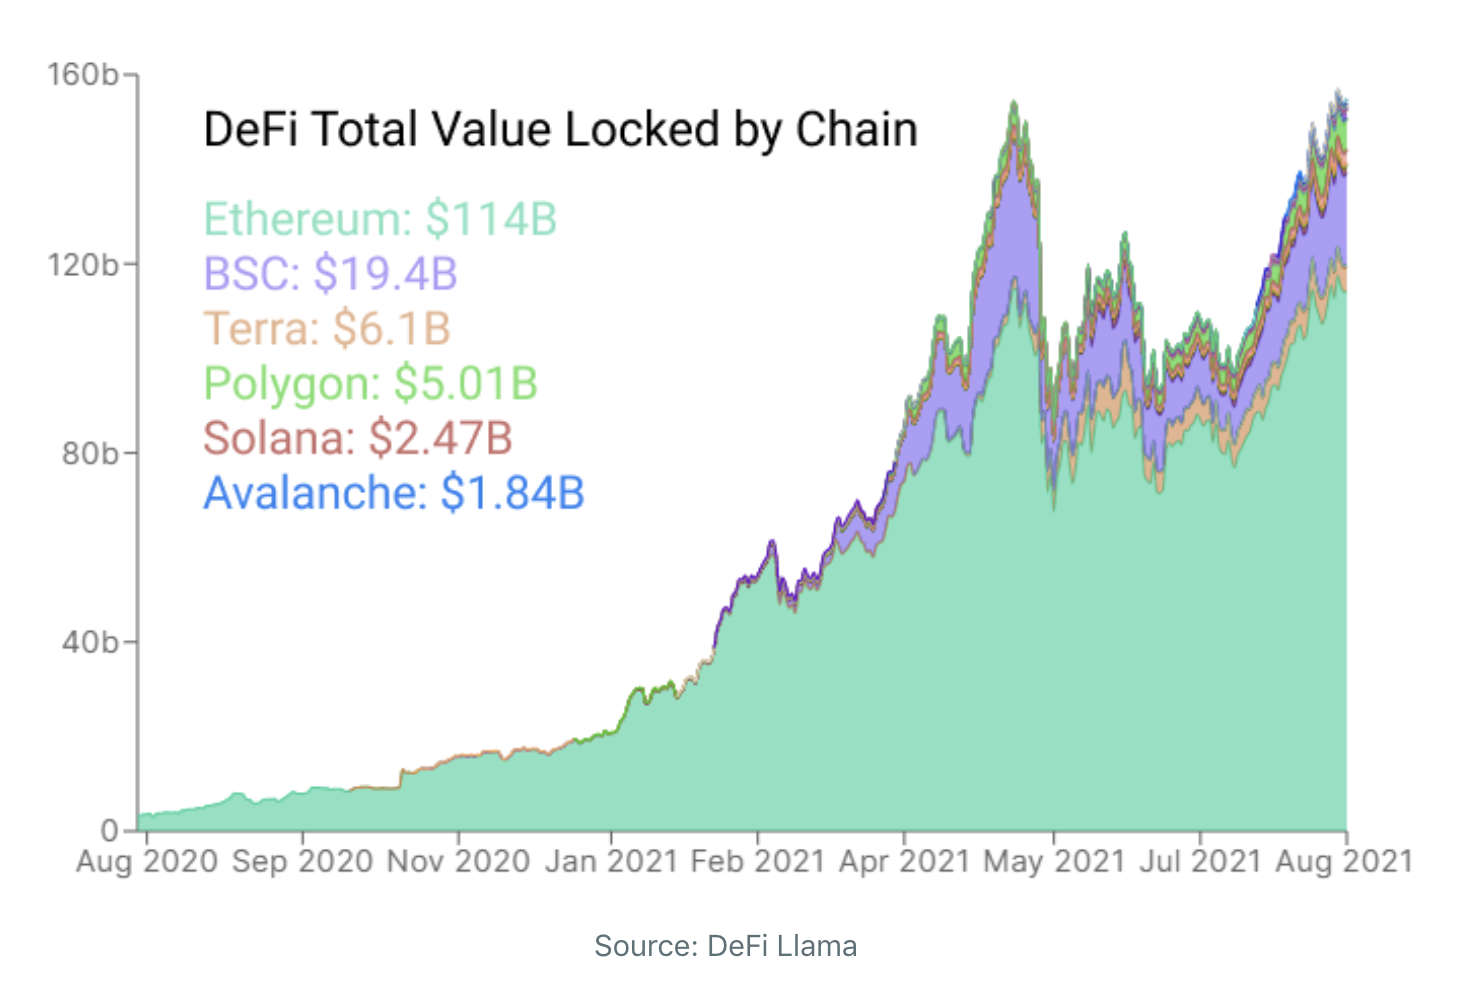 160b
DeFi Total Value Locked by Chain
Ethereum: $114B
BSC: $19.4B
120b
Terra: $6.1B
Polygon: $5.01B
Solana: $2.47B
80b
Avalanche: $1.84B
40b
0
Aug 2020 Sep 2020 Nov 2020 Jan 2021 Feb 2021 Apr 2021 May 2021 Jul 2021 Aug 2021
Source: DeFi Llama